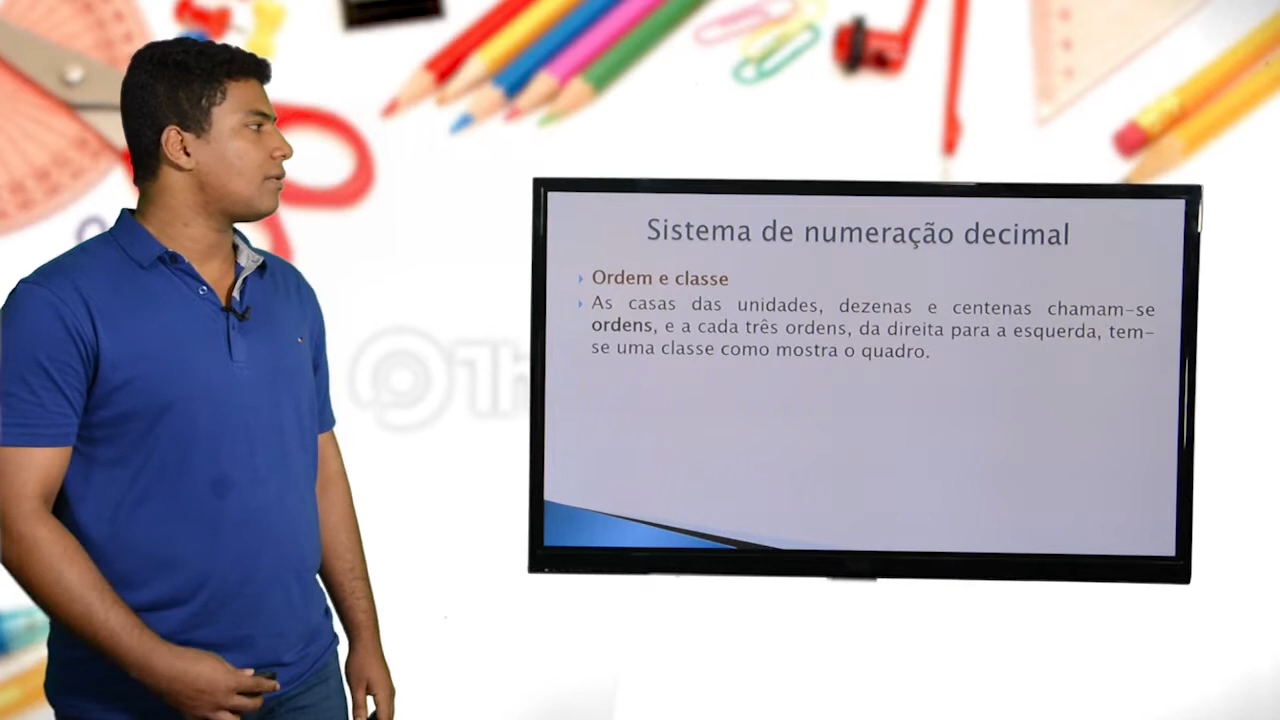 Sistema de numeração decimal
Ordem e classe
As casas das unidades, dezenas e centenas chamam-se
ordens, e a cada três ordens, da direita para a esquerda, tem-
se uma classe como mostra o quadro.